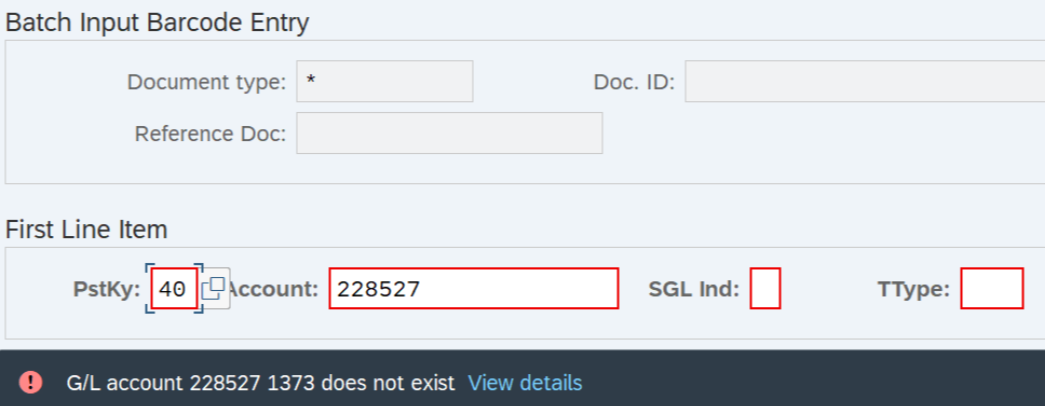 Batch Input Barcode Entry
Document type: * Doc. ID:
Reference Doc:
First Line Item
PstKy: 40 Account: 228527 SGL Ind: TType:
G/L account 228527 1373 does not exist View details